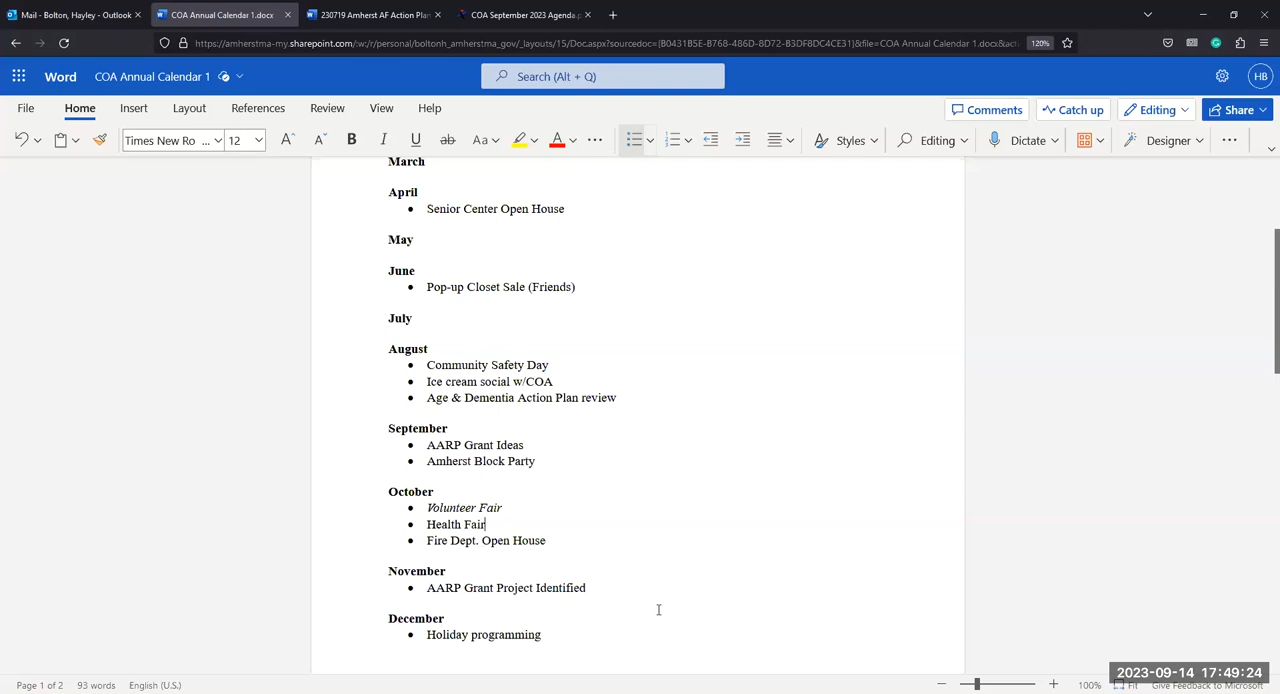 Mail - Bolton, Hayley - Outlook
COA Annual Calendar 1.docx
230719 Amherst AF Action Plan
COA September 2023 Agenda.p
https://amherstma-my.sharepoint.com/:w:/r/personal/boltonh_amherstma_gov/_layouts/15/Doc.aspx?sourcedoc={B0431B5E-B768-486D-8D72-B3DF8DC4CE31}&file=COA Annual Calendar 1.docx&acti
120%
Word
COA Annual Calendar 1
Search (Alt + Q)
HB
File
Home
Insert
Layout
References
Review
View
Help
Comments
Catch up
Editing
Share
Times New Ro ...
12
Styles
Editing
Dictate
Designer
March
April
• Senior Center Open House
May
June
• Pop-up Closet Sale (Friends)
July
August
• Community Safety Day
• Ice cream social w/COA
• Age & Dementia Action Plan review
September
• AARP Grant Ideas
• Amherst Block Party
October
• Volunteer Fair
• Health Fair
• Fire Dept. Open House
November
• AARP Grant Project Identified
December
• Holiday programming
2023-09-14 17:49:24
Page 1 of 2
93 words
English (U.S.)
100%
Fit
Give Feedback to Microsoft